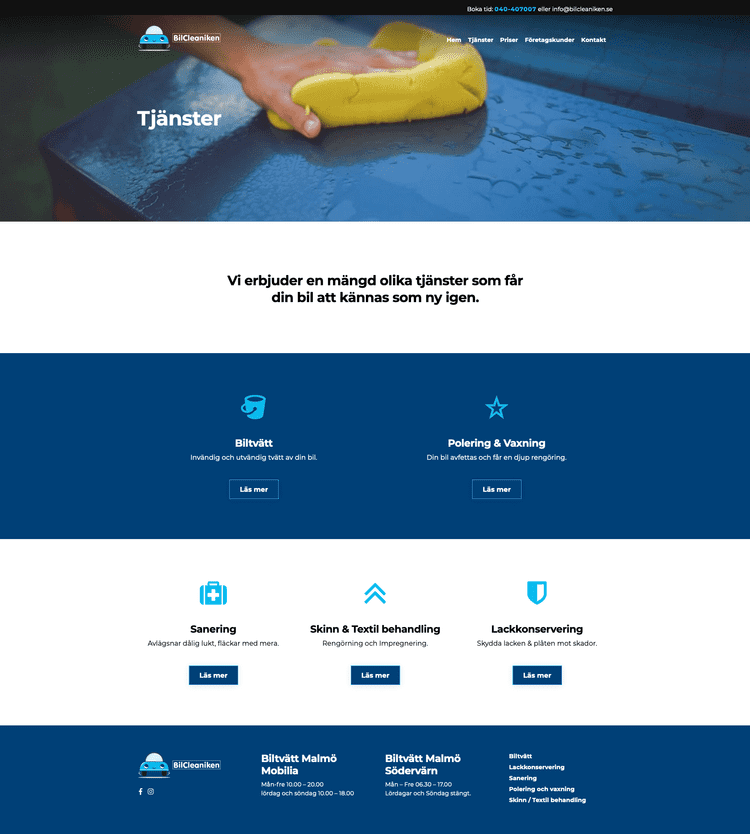 Boka tid: 040-407007 eller info@bilcleaniken.se
BilCleaniken
Hem Tjänster Priser Företagskunder Kontakt
Tjänster
Vi erbjuder en mängd olika tjänster som får
din bil att kännas som ny igen.
Biltvätt
Invändig och utvändig tvätt av din bil.
Läs mer
Polering & Vaxning
Din bil avfettas och får en djup rengöring.
Läs mer
Sanering
Avlägsnar dålig lukt, fläckar med mera.
Läs mer
Skinn & Textil behandling
Rengörning och Impregnering.
Läs mer
Lackkonservering
Skydda lacken & plåten mot skador.
Läs mer
BilCleaniken
Biltvätt Malmö
Mobilia
Mån-fre 10.00 – 20.00
lördag och söndag 10.00 – 18.00
Biltvätt Malmö
Södervärn
Mån – Fre 06.30 – 17.00
Lördagar och Söndag stängt.
Biltvätt
Lackkonservering
Sanering
Polering och vaxning
Skinn / Textil behandling